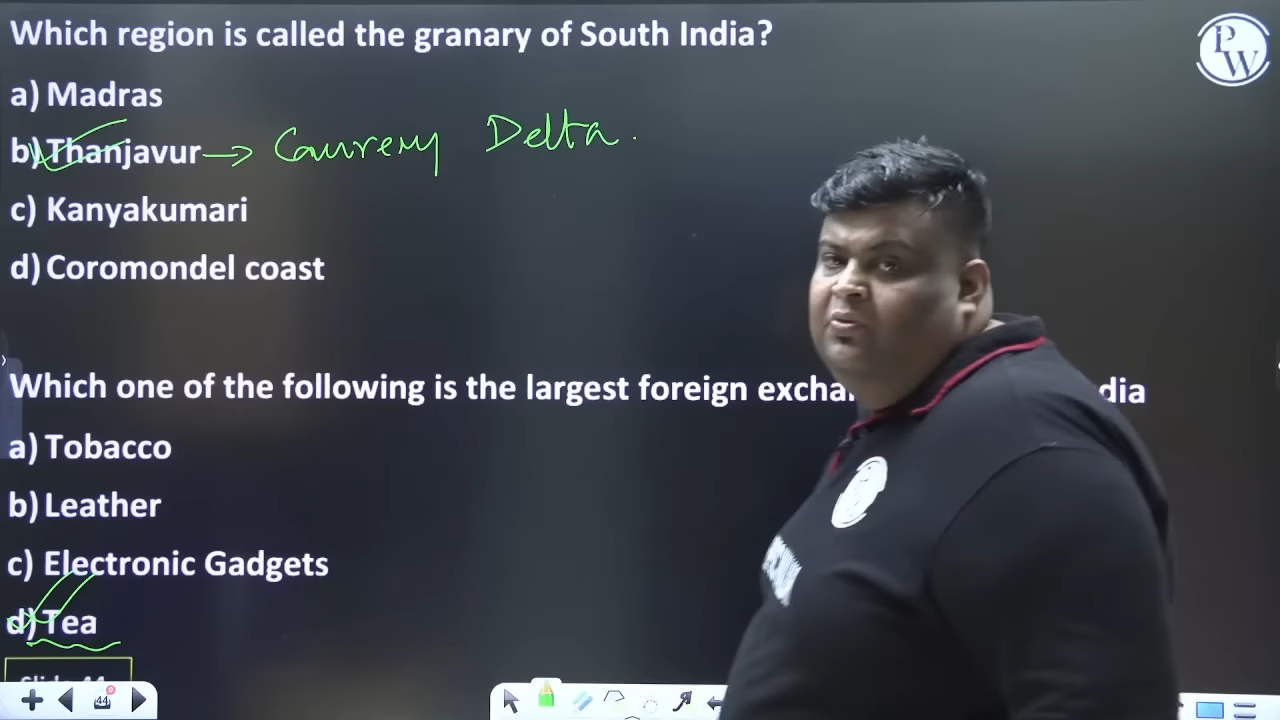 Which region is called the granary of South India?
P
W
a) Madras
b) Thanjavur → Cauvery Delta.
c) Kanyakumari
d) Coromondel coast
Which one of the following is the largest foreign dia
a) Tobacco
b) Leather
c) Electronic Gadgets
d) Tea
44